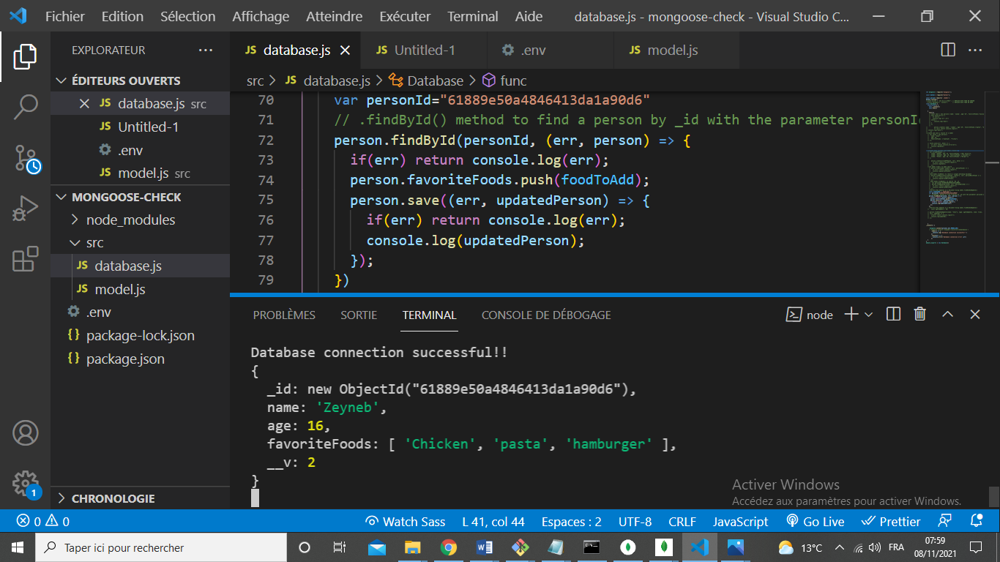 Fichier Edition Sélection Affichage Atteindre Exécuter Terminal Aide database.js - mongoose-check - Visual Studio C...
EXPLORATEUR
ÉDITEURS OUVERTS
JS database.js src
JS Untitled-1
.env
JS model.js src
MONGOOSE-CHECK
node_modules
src
JS database.js
JS model.js
.env
{} package-lock.json
{} package.json
CHRONOLOGIE
1
JS database.js JS Untitled-1 .env JS model.js
src > JS database.js > Database > func
70 var personId="61889e50a4846413da1a90d6"
71 // .findById() method to find a person by _id with the parameter personId
72 person.findById(personId, (err, person) => {
73 if(err) return console.log(err);
74 person.favoriteFoods.push(foodToAdd);
75 person.save((err, updatedPerson) => {
76 if(err) return console.log(err);
77 console.log(updatedPerson);
78 });
79 })
PROBLÈMES SORTIE TERMINAL CONSOLE DE DÉBOGAGE node
Database connection successful!!
{
_id: new ObjectId("61889e50a4846413da1a90d6"),
name: 'Zeyneb',
age: 16,
favoriteFoods: [ 'Chicken', 'pasta', 'hamburger' ],
__v: 2
}
Activer Windows
Accédez aux paramètres pour activer Windows.
0 0 Watch Sass L 41, col 44 Espaces : 2 UTF-8 CRLF JavaScript Go Live Prettier
Taper ici pour rechercher 13°C FRA 07:59
08/11/2021